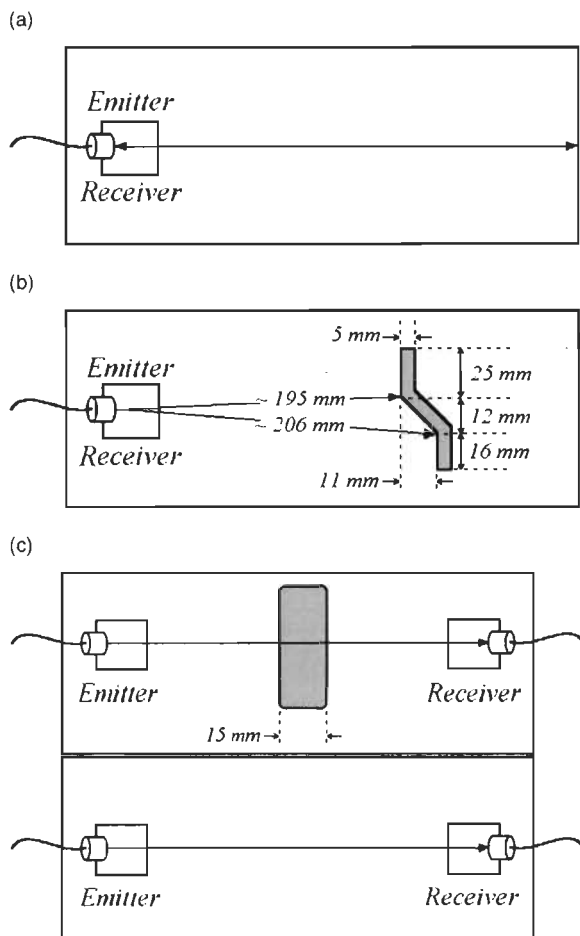 (a)
Emitter
Receiver
(b)
5 mm
Emitter
25 mm
~ 195 mm
12 mm
~ 206 mm
Receiver
16 mm
11 mm
(c)
Emitter
Receiver
15 mm
Emitter
Receiver